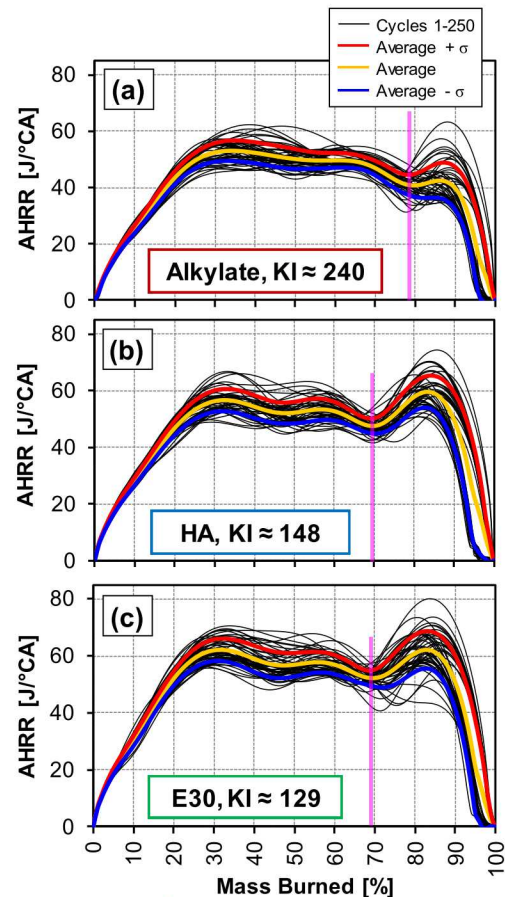 Cycles 1-250
Average + σ
Average
Average - σ
80
60
40
20
0
AHRR [J/°CA]
(a)
Alkylate, KI ≈ 240
80
60
40
20
0
AHRR [J/°CA]
(b)
HA, KI ≈ 148
80
60
40
20
0
AHRR [J/°CA]
(c)
E30, KI ≈ 129
0 10 20 30 40 50 60 70 80 90 100
Mass Burned [%]